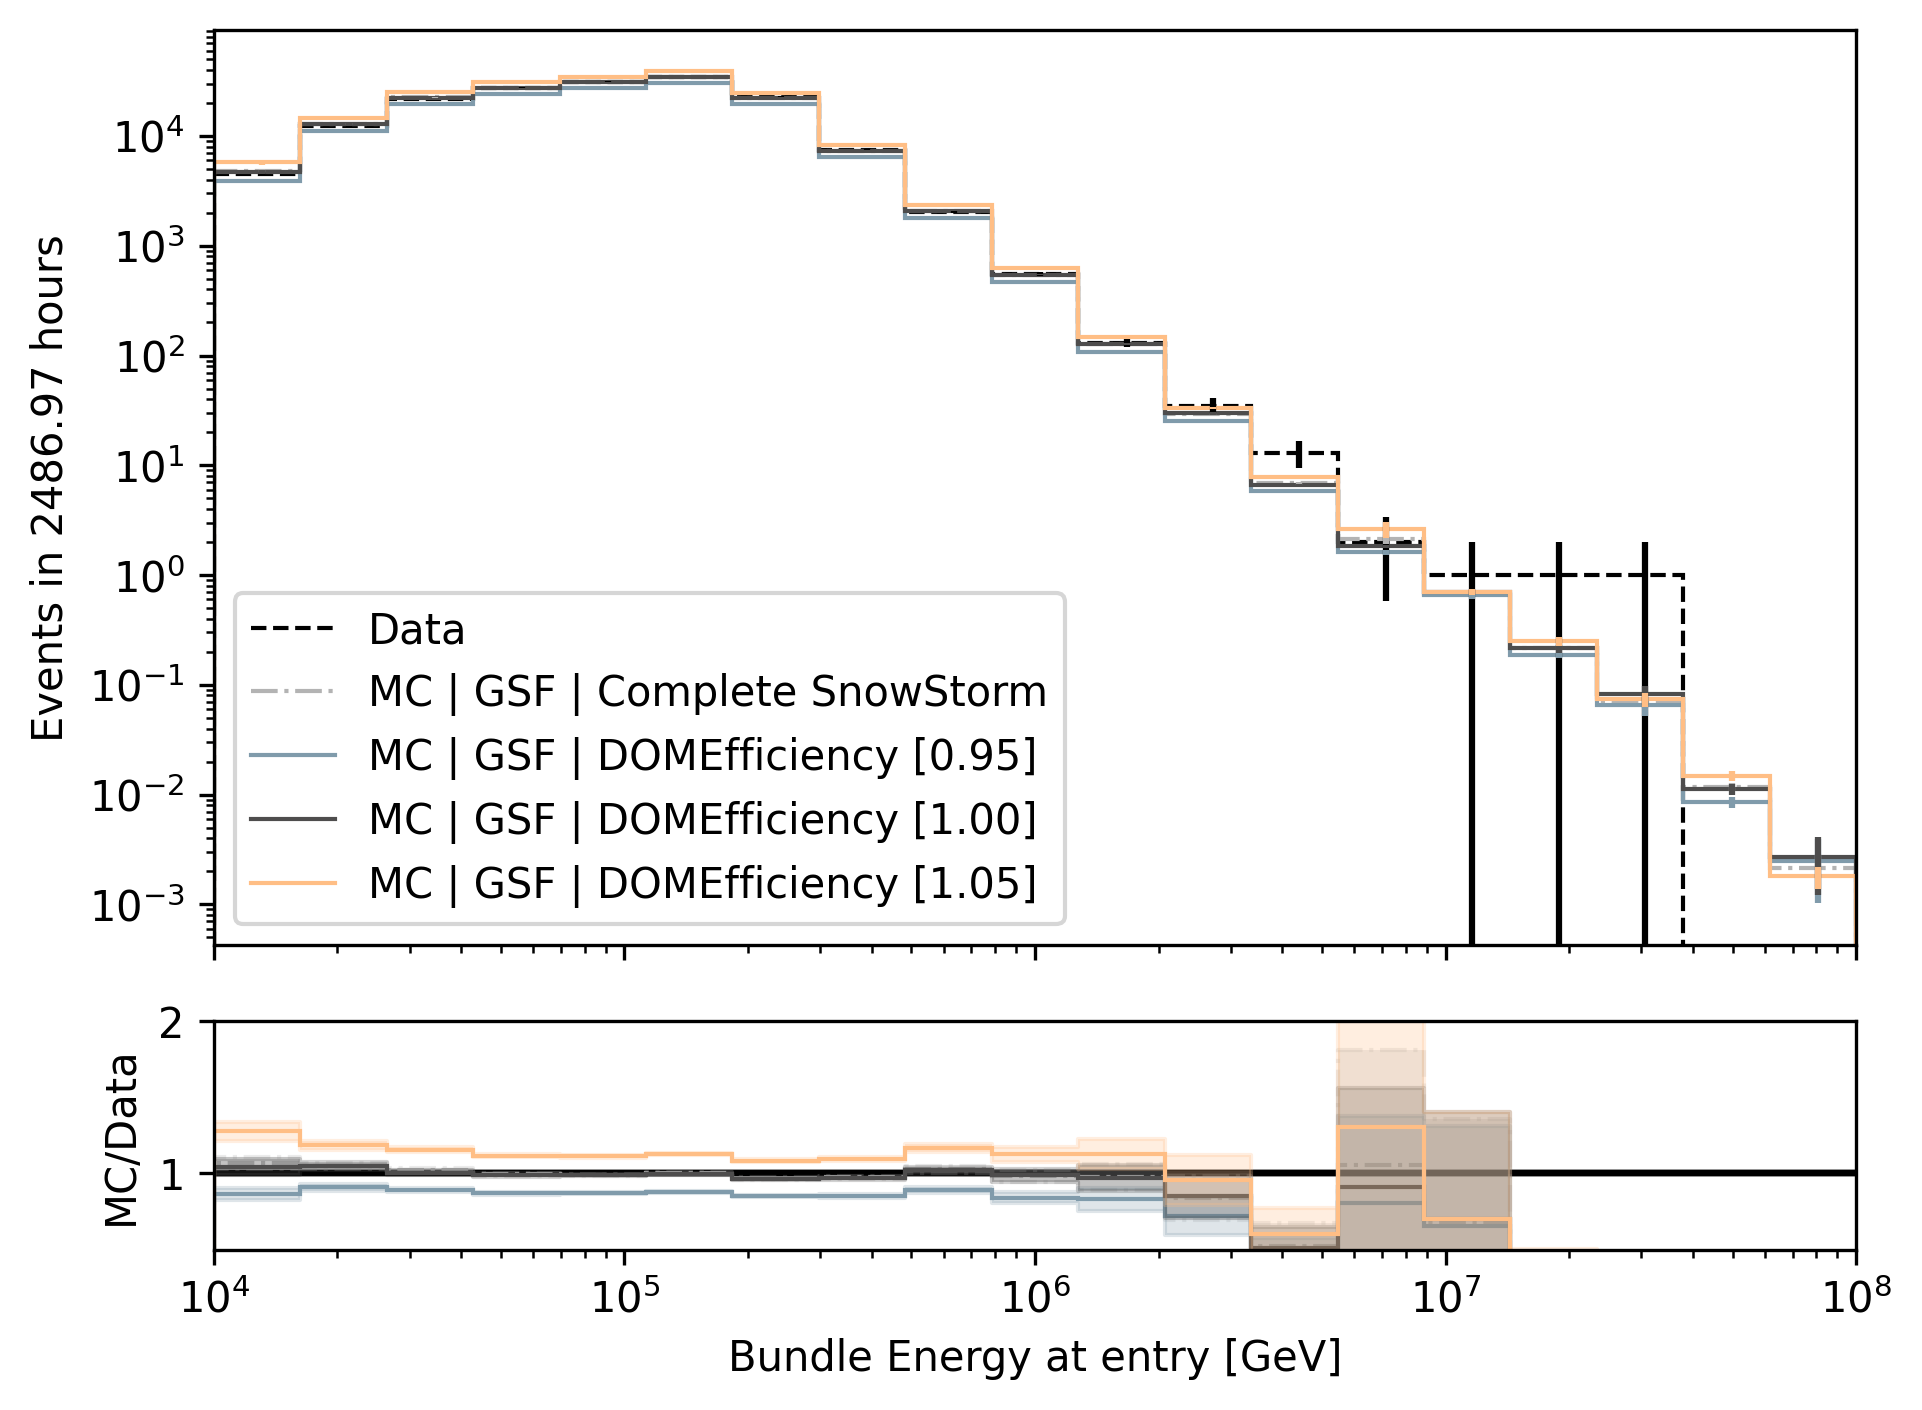 Events in 2486.97 hours
10⁴
10³
10²
10¹
10⁰
10⁻¹
10⁻²
10⁻³
Data
MC | GSF | Complete SnowStorm
MC | GSF | DOMEfficiency [0.95]
MC | GSF | DOMEfficiency [1.00]
MC | GSF | DOMEfficiency [1.05]
MC/Data
2
1
10⁴ 10⁵ 10⁶ 10⁷ 10⁸
Bundle Energy at entry [GeV]